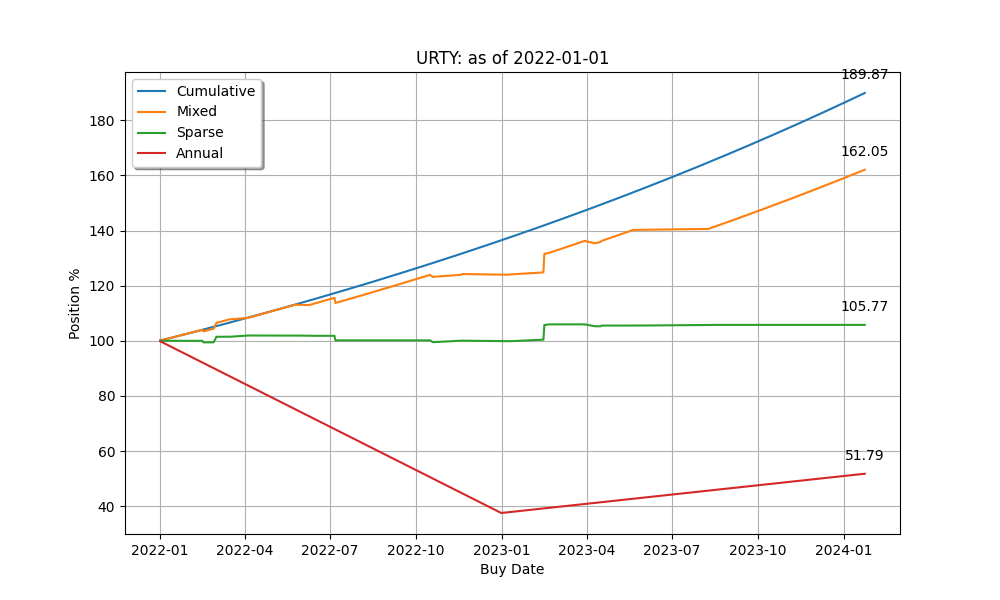 URTY: as of 2022-01-01
Cumulative
Mixed
Sparse
Annual
189.87
162.05
105.77
51.79
Position %
180
160
140
120
100
80
60
40
2022-01 2022-04 2022-07 2022-10 2023-01 2023-04 2023-07 2023-10 2024-01
Buy Date